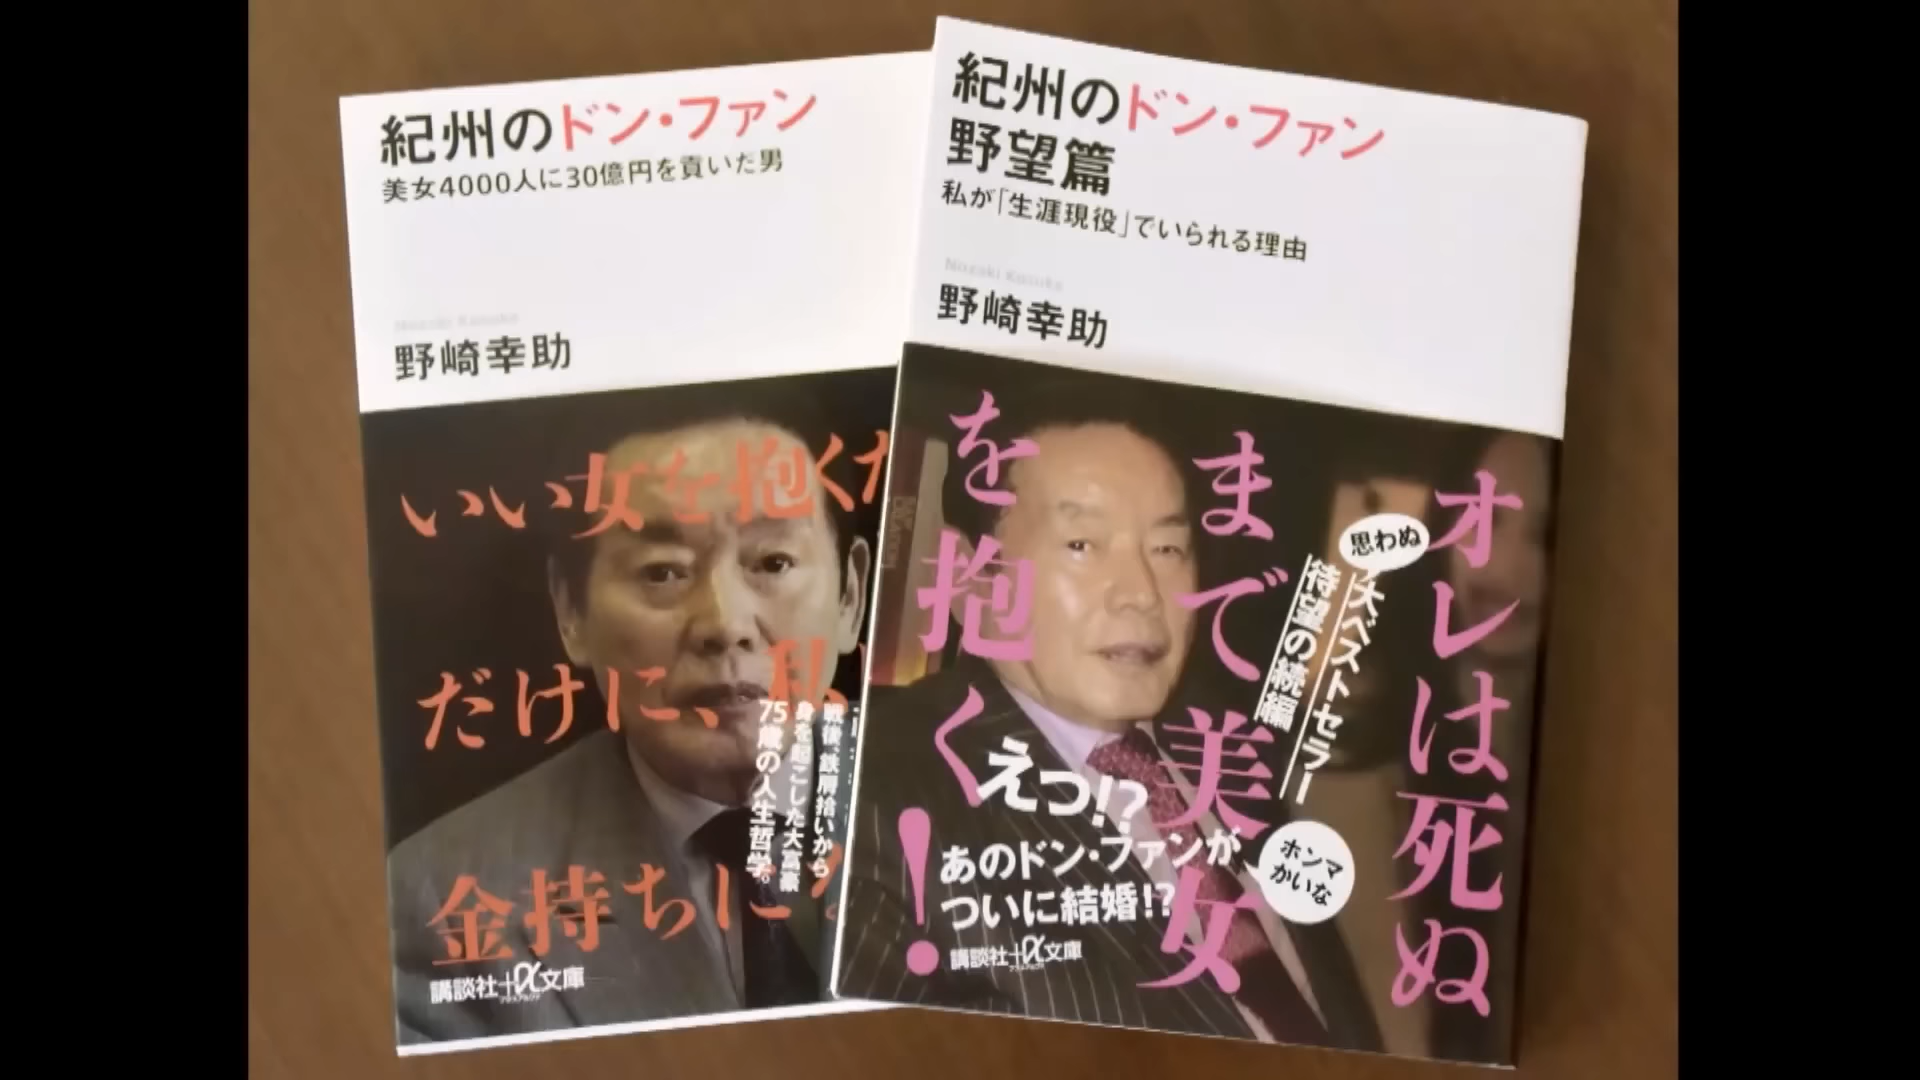 紀州のドン・ファン
美女4000人に30億円を貢いだ男
Nozaki Kosuke
野崎幸助
いい女を抱くた
だけに、私
金持ちにな
戦後、鉄屑拾いから
身を起こした大富豪
75歳の人生哲学。
講談社+α文庫
紀州のドン・ファン
野望篇
私が「生涯現役」でいられる理由
Nozaki Kosuke
野崎幸助
オレは死ぬ
まで美女
を抱く!
思わぬ
大ベストセラー
待望の続編
ホンマ
かいな
えっ!?
あのドン・ファンが
ついに結婚!?
講談社+α文庫